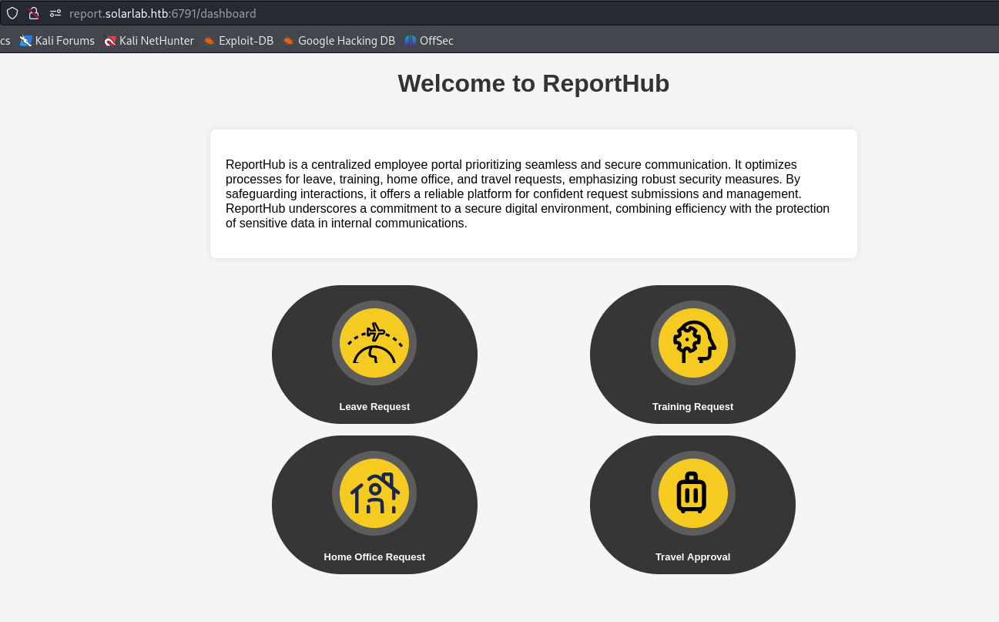 report.solarlab.htb:6791/dashboard
cs Kali Forums Kali NetHunter Exploit-DB Google Hacking DB OffSec
Welcome to ReportHub
ReportHub is a centralized employee portal prioritizing seamless and secure communication. It optimizes
processes for leave, training, home office, and travel requests, emphasizing robust security measures. By
safeguarding interactions, it offers a reliable platform for confident request submissions and management.
ReportHub underscores a commitment to a secure digital environment, combining efficiency with the protection
of sensitive data in internal communications.
Leave Request
Training Request
Home Office Request
Travel Approval